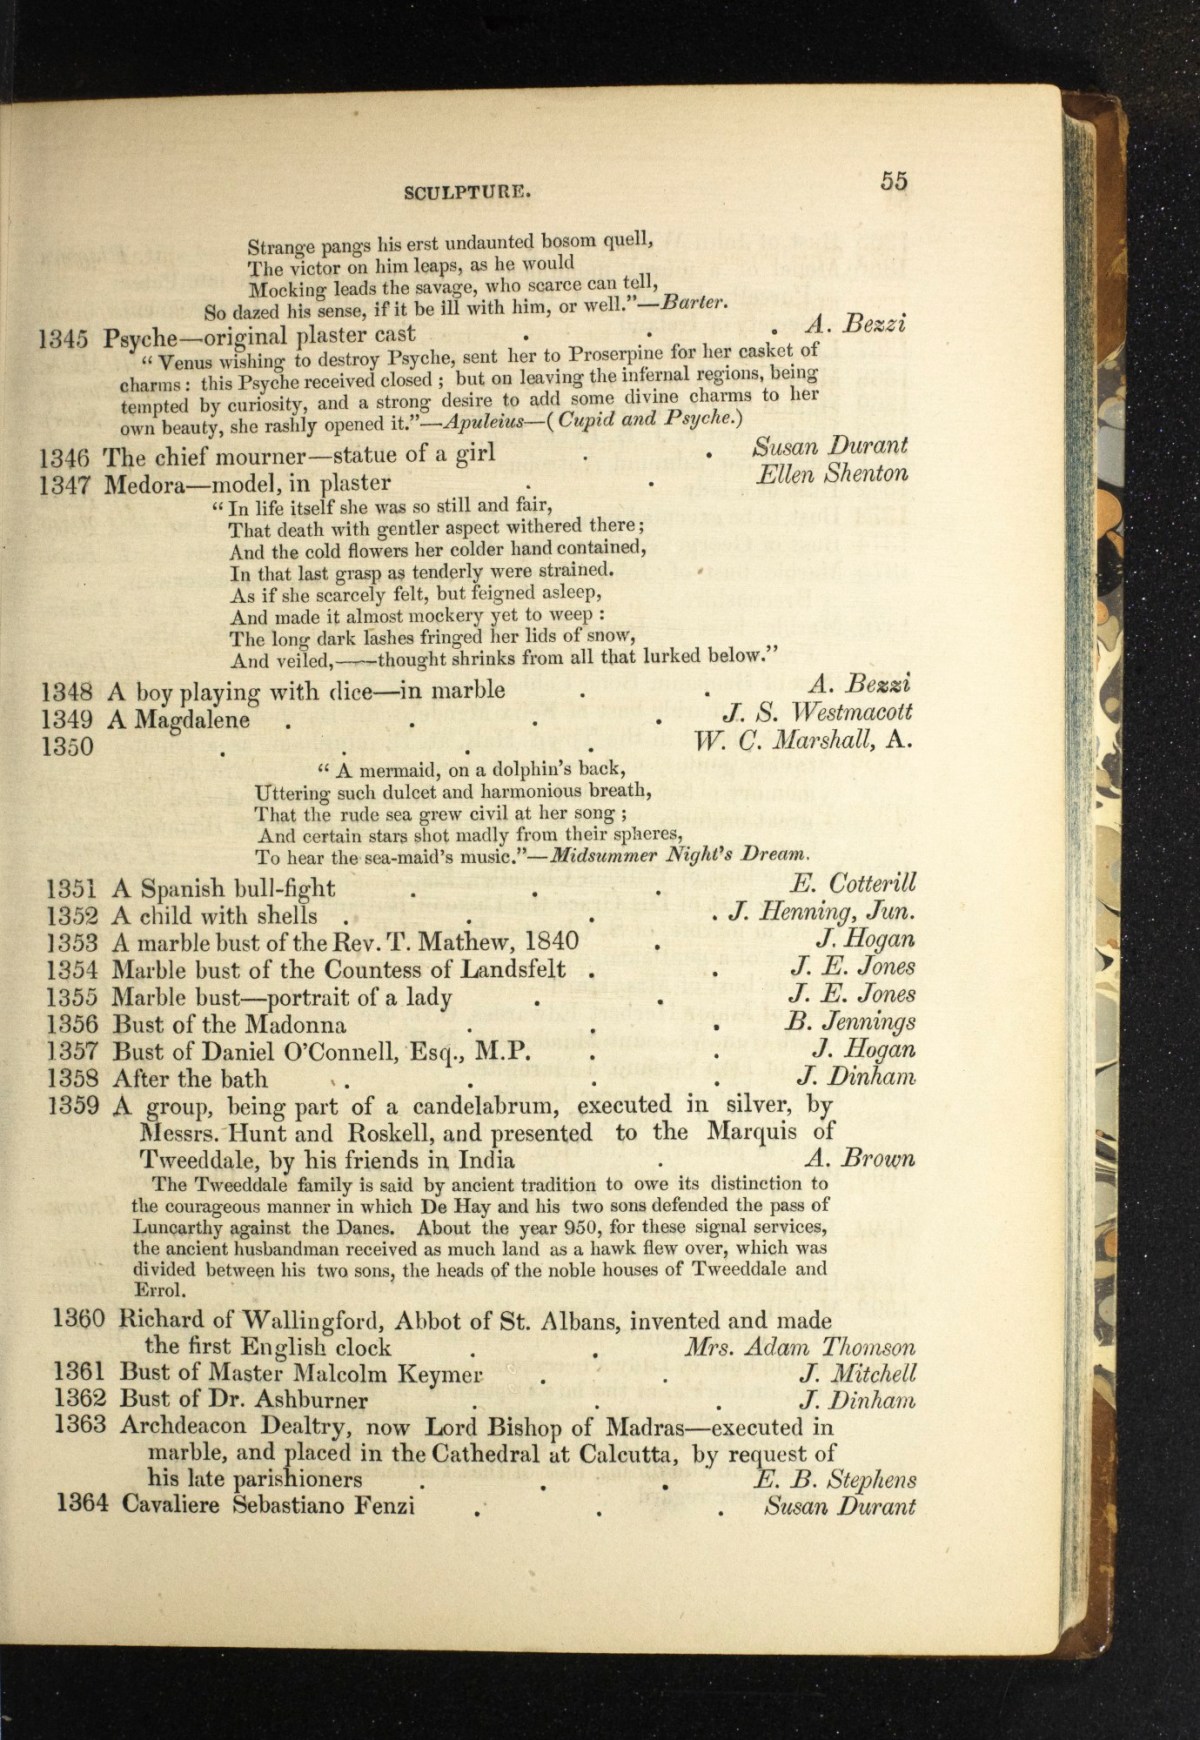 SCULPTURE. 55
Strange pangs his erst undaunted bosom quell,
The victor on him leaps, as he would
Mocking leads the savage, who scarce can tell,
So dazed his sense, if it be ill with him, or well."—Barter.
1345 Psyche—original plaster cast . . . A. Bezzi
" Venus wishing to destroy Psyche, sent her to Proserpine for her casket of
charms : this Psyche received closed ; but on leaving the infernal regions, being
tempted by curiosity, and a strong desire to add some divine charms to her
own beauty, she rashly opened it."—Apuleius—( Cupid and Psyche.)
1346 The chief mourner—statue of a girl . . Susan Durant
1347 Medora—model, in plaster . . Ellen Shenton
" In life itself she was so still and fair,
That death with gentler aspect withered there ;
And the cold flowers her colder hand contained,
In that last grasp as tenderly were strained.
As if she scarcely felt, but feigned asleep,
And made it almost mockery yet to weep :
The long dark lashes fringed her lids of snow,
And veiled,——thought shrinks from all that lurked below."
1348 A boy playing with dice—in marble . . A. Bezzi
1349 A Magdalene . . . . J. S. Westmacott
1350 . . . . W. C. Marshall, A.
" A mermaid, on a dolphin's back,
Uttering such dulcet and harmonious breath,
That the rude sea grew civil at her song ;
And certain stars shot madly from their spheres,
To hear the sea-maid's music."—Midsummer Night's Dream.
1351 A Spanish bull-fight . . . E. Cotterill
1352 A child with shells . . . . J. Henning, Jun.
1353 A marble bust of the Rev. T. Mathew, 1840 . J. Hogan
1354 Marble bust of the Countess of Landsfelt . . J. E. Jones
1355 Marble bust—portrait of a lady . . J. E. Jones
1356 Bust of the Madonna . . . B. Jennings
1357 Bust of Daniel O'Connell, Esq., M.P. . . J. Hogan
1358 After the bath . . . . J. Dinham
1359 A group, being part of a candelabrum, executed in silver, by
Messrs. Hunt and Roskell, and presented to the Marquis of
Tweeddale, by his friends in India . A. Brown
The Tweeddale family is said by ancient tradition to owe its distinction to
the courageous manner in which De Hay and his two sons defended the pass of
Luncarthy against the Danes. About the year 950, for these signal services,
the ancient husbandman received as much land as a hawk flew over, which was
divided between his two sons, the heads of the noble houses of Tweeddale and
Errol.
1360 Richard of Wallingford, Abbot of St. Albans, invented and made
the first English clock . . Mrs. Adam Thomson
1361 Bust of Master Malcolm Keymer . . J. Mitchell
1362 Bust of Dr. Ashburner . . . J. Dinham
1363 Archdeacon Dealtry, now Lord Bishop of Madras—executed in
marble, and placed in the Cathedral at Calcutta, by request of
his late parishioners . . . E. B. Stephens
1364 Cavaliere Sebastiano Fenzi . . . Susan Durant